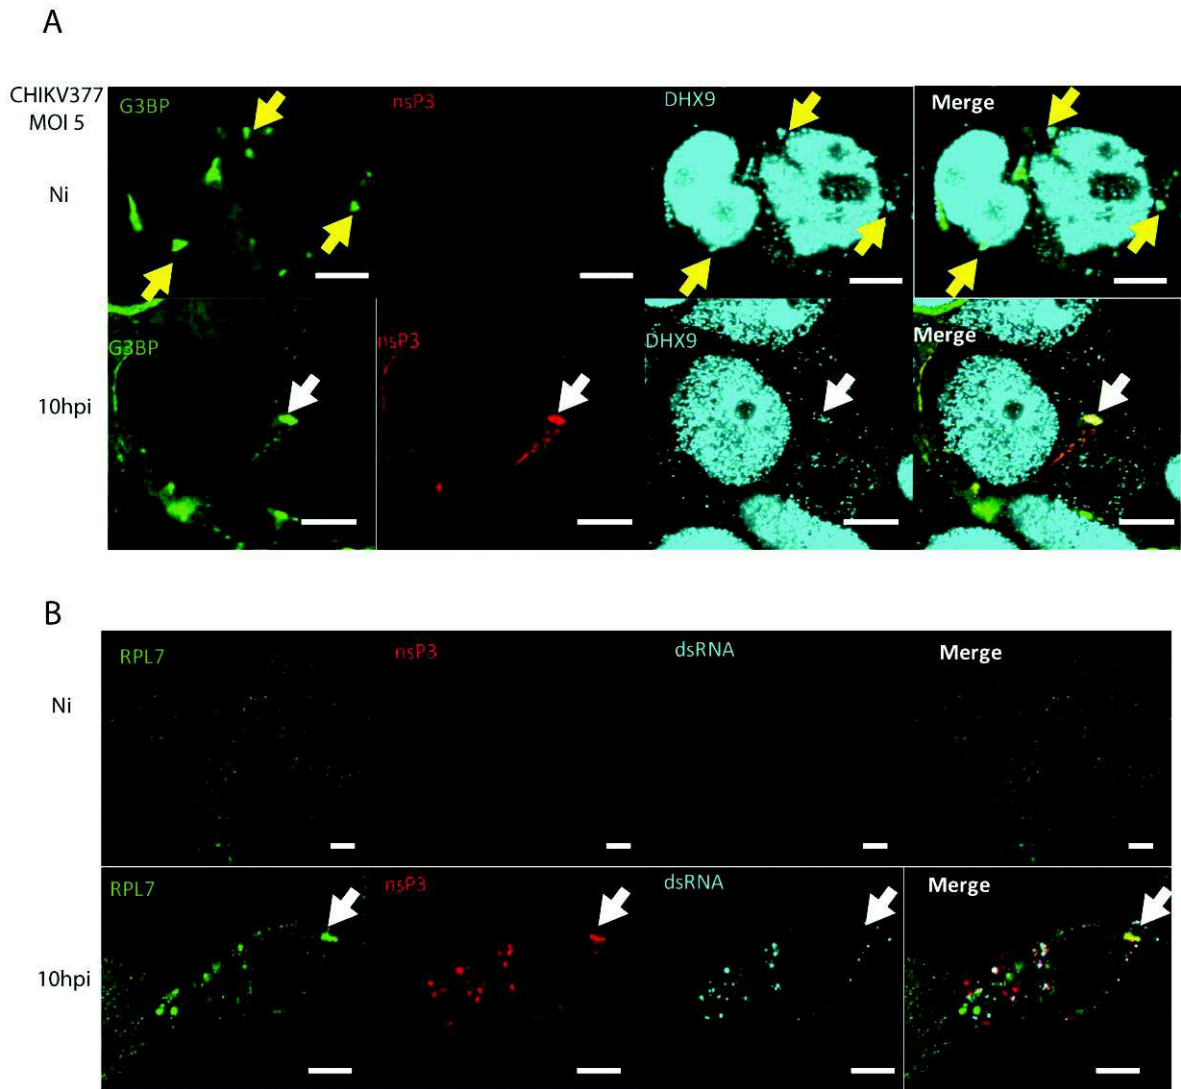 A
CHIKV377
MOI 5
G3BP nsP3 DHX9 Merge
Ni
G3BP nsP3 DHX9 Merge
10hpi
B
RPL7 nsP3 dsRNA Merge
Ni
RPL7 nsP3 dsRNA Merge
10hpi